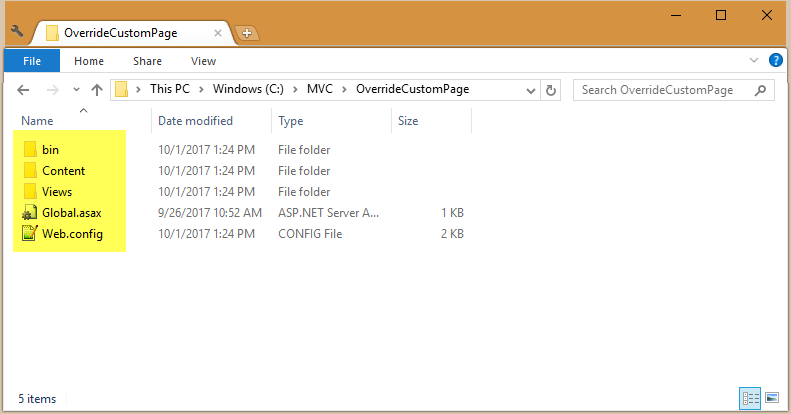 OverrideCustomPage
File Home Share View
This PC Windows (C:) MVC OverrideCustomPage Search OverrideCustomPage
Name Date modified Type Size
bin 10/1/2017 1:24 PM File folder
Content 10/1/2017 1:24 PM File folder
Views 10/1/2017 1:24 PM File folder
Global.asax 9/26/2017 10:52 AM ASP.NET Server A... 1 KB
Web.config 10/1/2017 1:24 PM CONFIG File 2 KB
5 items